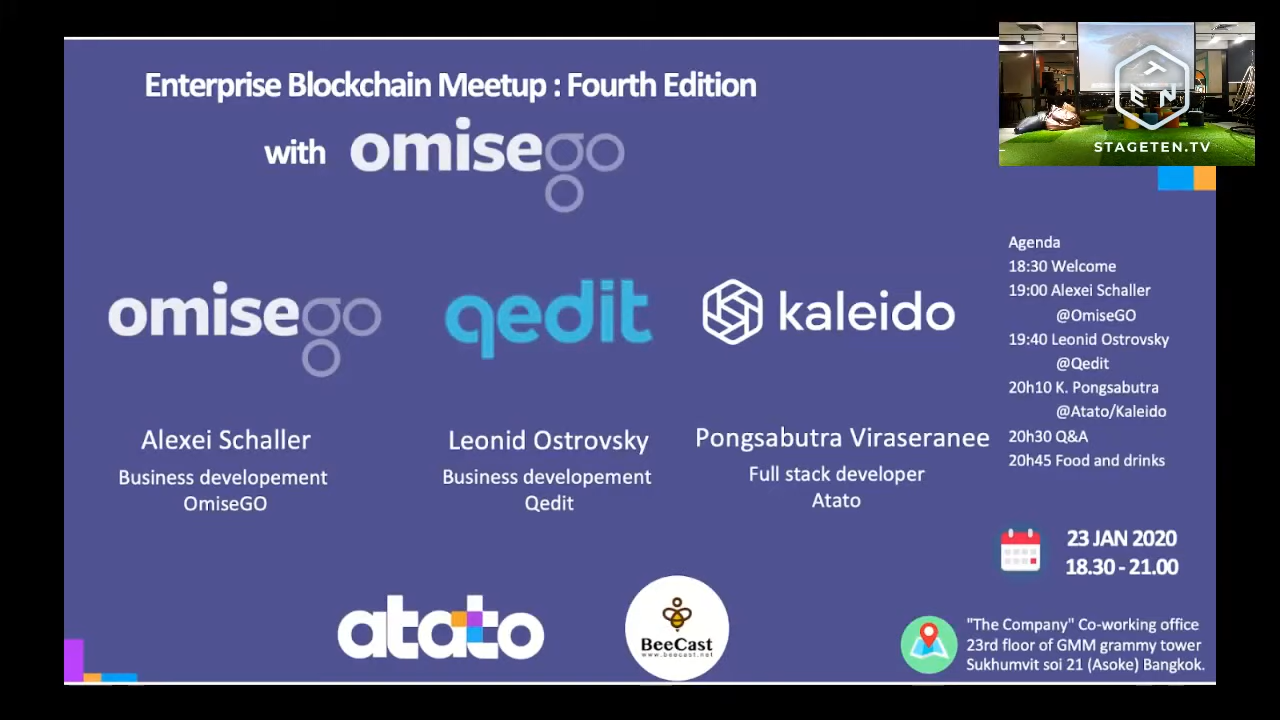 Enterprise Blockchain Meetup : Fourth Edition
with omisego
TEN
STAGETEN.TV
omisego
qedit
kaleido
Alexei Schaller
Business developement
OmiseGO
Leonid Ostrovsky
Business developement
Qedit
Pongsabutra Viraseranee
Full stack developer
Atato
Agenda
18:30 Welcome
19:00 Alexei Schaller
@OmiseGO
19:40 Leonid Ostrovsky
@Qedit
20h10 K. Pongsabutra
@Atato/Kaleido
20h30 Q&A
20h45 Food and drinks
23 JAN 2020
18.30 - 21.00
atato
BeeCast
www.beecast.net
"The Company" Co-working office
23rd floor of GMM grammy tower
Sukhumvit soi 21 (Asoke) Bangkok.